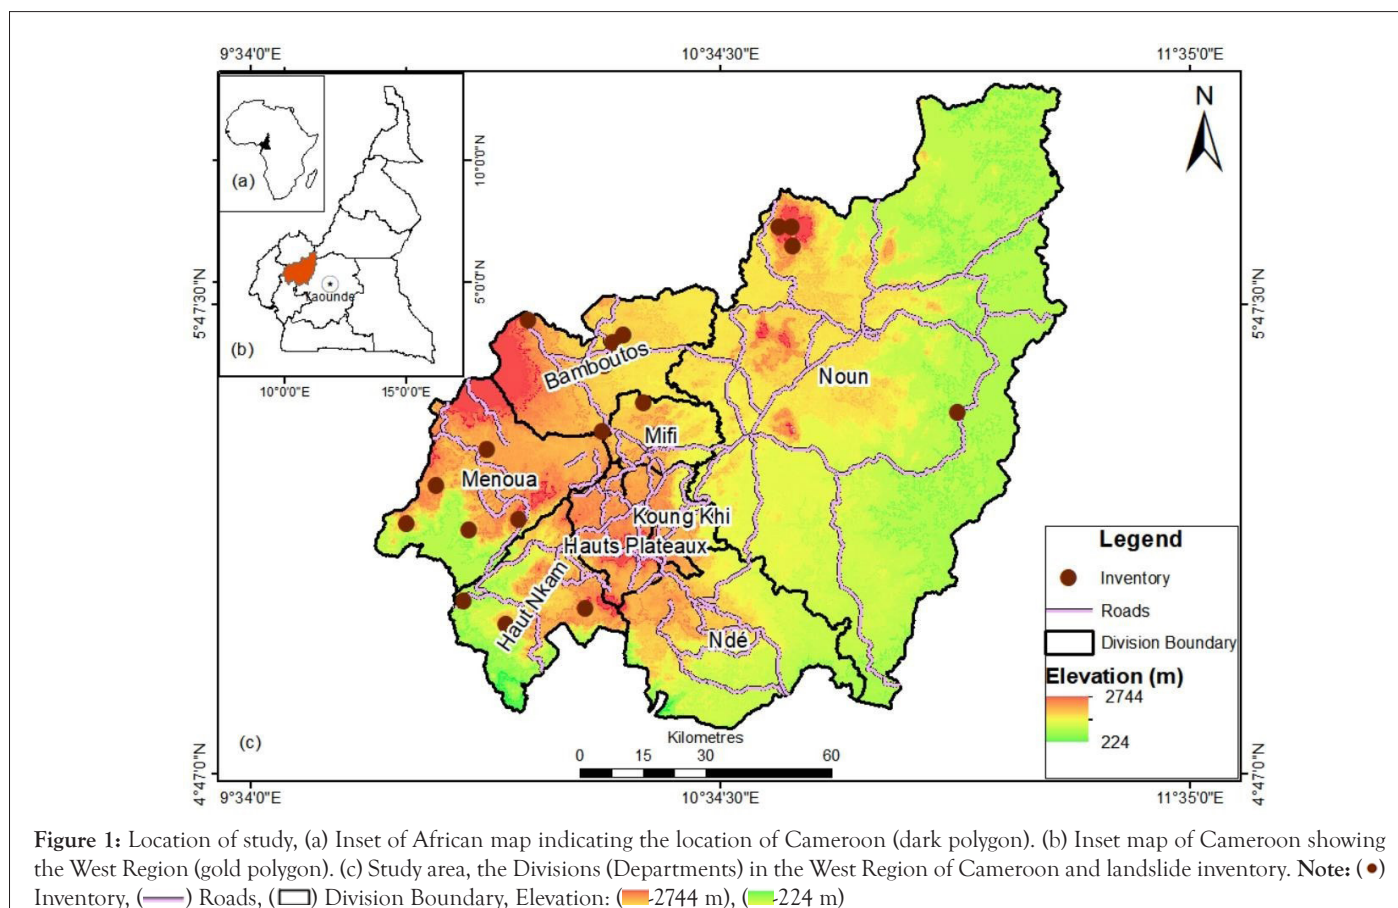 9°34'0"E 10°34'30"E 11°35'0"E
N
(a)
10°0'0"N
5°0'0"N
Yaounde
(b)
10°0'0"E 15°0'0"E
5°47'30"N
5°47'30"N
Bamboutos
Noun
Mifi
Menoua
Koung Khi
Hauts Plateaux
Haut Nkam
Ndé
Legend
Inventory
Roads
Division Boundary
Elevation (m)
2744
224
(c)
Kilometres
0 15 30 60
4°47'0"N
4°47'0"N
9°34'0"E 10°34'30"E 11°35'0"E
Figure 1: Location of study, (a) Inset of African map indicating the location of Cameroon (dark polygon). (b) Inset map of Cameroon showing
the West Region (gold polygon). (c) Study area, the Divisions (Departments) in the West Region of Cameroon and landslide inventory. Note: ( )
Inventory, ( ) Roads, ( ) Division Boundary, Elevation: ( -2744 m), ( -224 m)